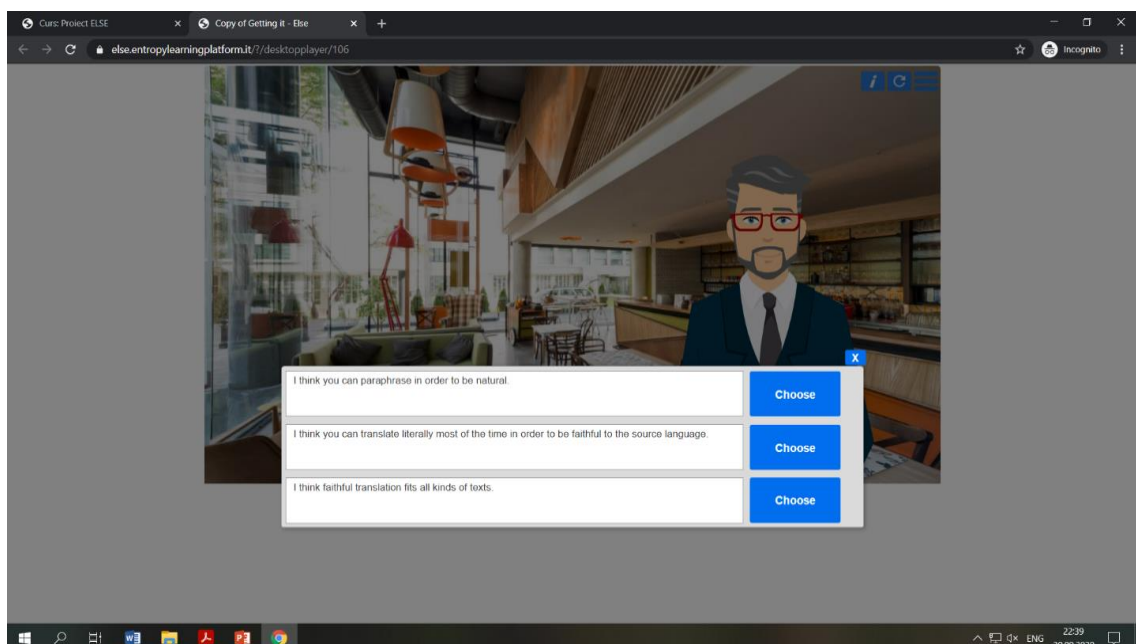 Curs: Proiect ELSE
Copy of Getting it - Else
else.entropylearningplatform.it/?/desktopplayer/106
Incognito
i
X
I think you can paraphrase in order to be natural.
Choose
I think you can translate literally most of the time in order to be faithful to the source language.
Choose
I think faithful translation fits all kinds of texts.
Choose
ENG
22:39